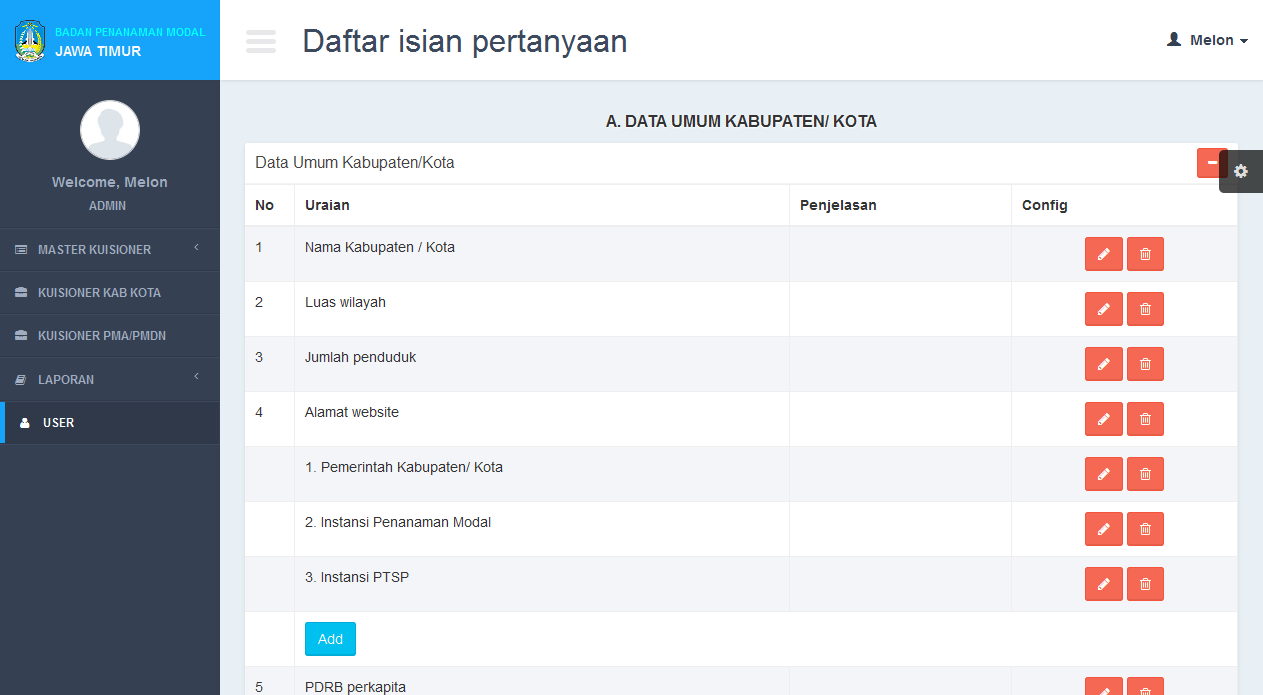 BADAN PENANAMAN MODAL
JAWA TIMUR
Daftar isian pertanyaan
Melon
Welcome, Melon
ADMIN
MASTER KUISIONER
KUISIONER KAB KOTA
KUISIONER PMA/PMDN
LAPORAN
USER
A. DATA UMUM KABUPATEN/ KOTA
Data Umum Kabupaten/Kota
No Uraian Penjelasan Config
1 Nama Kabupaten / Kota
2 Luas wilayah
3 Jumlah penduduk
4 Alamat website
1. Pemerintah Kabupaten/ Kota
2. Instansi Penanaman Modal
3. Instansi PTSP
Add
5 PDRB perkapita